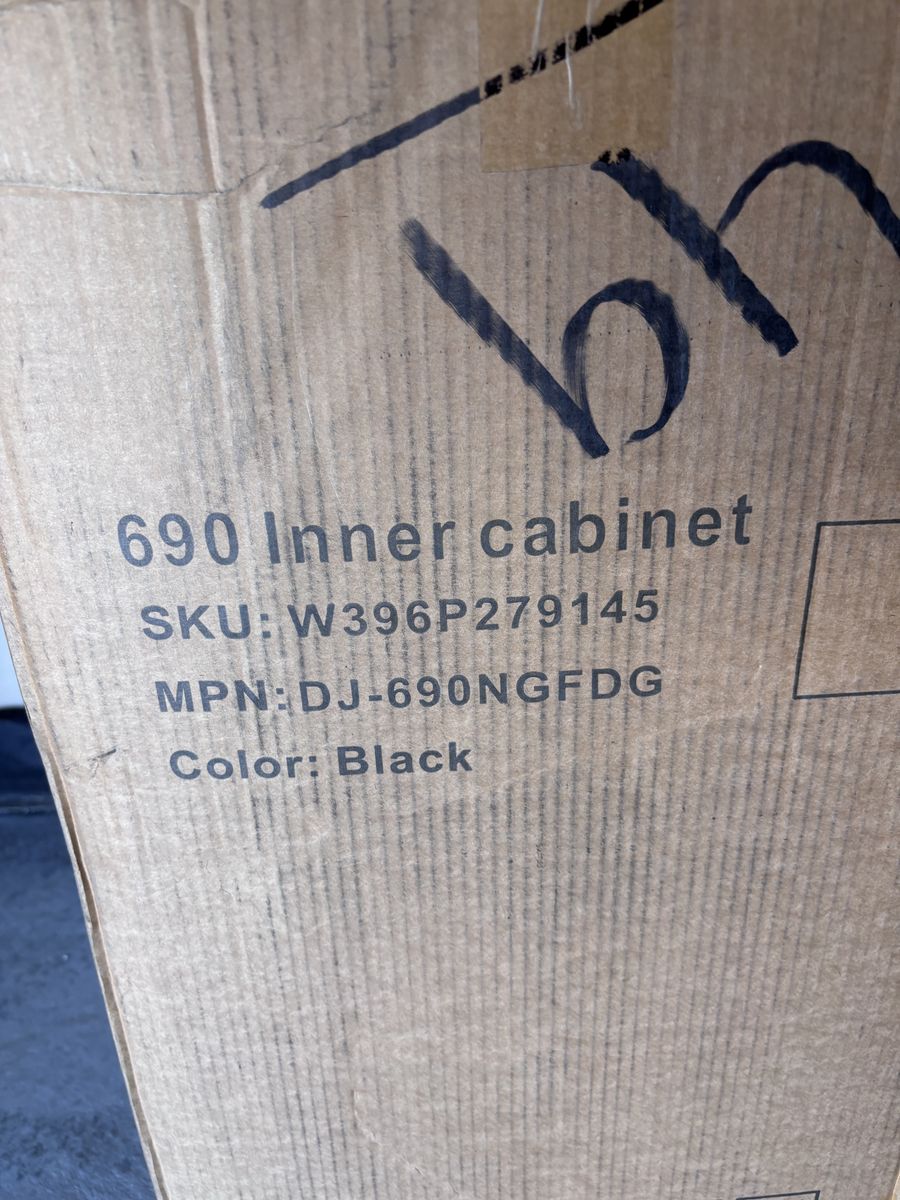 690 Inner cabinet
SKU: W396P279145
MPN: DJ-690NGFDG
Color: Black